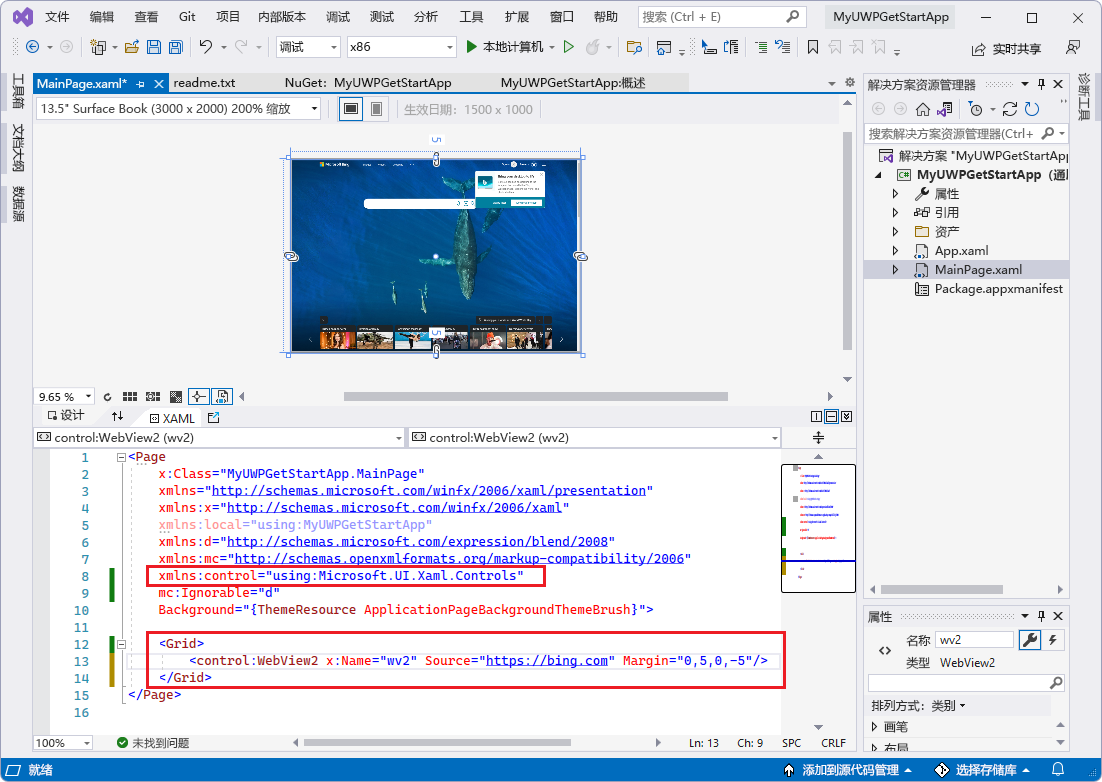 文件 编辑 查看 Git 项目 内部版本 调试 测试 分析 工具 扩展 窗口 帮助 搜索 (Ctrl + E) MyUWPGetStartApp
调试 x86 本地计算机 实时共享
工具箱
文档大纲
数据源
MainPage.xaml* readme.txt NuGet: MyUWPGetStartApp MyUWPGetStartApp:概述
13.5" Surface Book (3000 x 2000) 200% 缩放 生效日期: 1500 x 1000
5
Microsoft Bing
5
9.65 %
设计 XAML
control:WebView2 (wv2) control:WebView2 (wv2)
1 <Page
2 x:Class="MyUWPGetStartApp.MainPage"
3 xmlns="http://schemas.microsoft.com/winfx/2006/xaml/presentation"
4 xmlns:x="http://schemas.microsoft.com/winfx/2006/xaml"
5 xmlns:local="using:MyUWPGetStartApp"
6 xmlns:d="http://schemas.microsoft.com/expression/blend/2008"
7 xmlns:mc="http://schemas.openxmlformats.org/markup-compatibility/2006"
8 xmlns:control="using:Microsoft.UI.Xaml.Controls"
9 mc:Ignorable="d"
10 Background="{ThemeResource ApplicationPageBackgroundThemeBrush}">
11
12 <Grid>
13 <control:WebView2 x:Name="wv2" Source="https://bing.com" Margin="0,5,0,-5"/>
14 </Grid>
15 </Page>
16
100% 未找到问题 Ln: 13 Ch: 9 SPC CRLF
解决方案资源管理器
搜索解决方案资源管理器(Ctrl+
解决方案 "MyUWPGetStartApp
MyUWPGetStartApp (通
属性
引用
资产
App.xaml
MainPage.xaml
Package.appxmanifest
属性
名称 wv2
类型 WebView2
排列方式: 类别
画笔
布局
诊断工具
就绪 添加到源代码管理 选择存储库